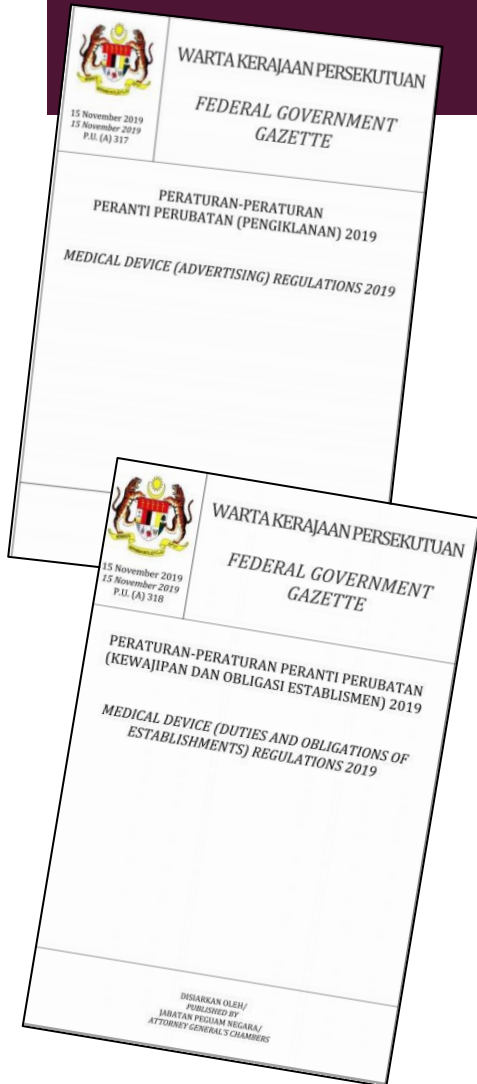 WARTA KERAJAAN PERSEKUTUAN
FEDERAL GOVERNMENT
GAZETTE
15 November 2019
15 November 2019
P.U. (A) 317
PERATURAN-PERATURAN
PERANTI PERUBATAN (PENGIKLANAN) 2019
MEDICAL DEVICE (ADVERTISING) REGULATIONS 2019
WARTA KERAJAAN PERSEKUTUAN
FEDERAL GOVERNMENT
GAZETTE
15 November 2019
15 November 2019
P.U. (A) 318
PERATURAN-PERATURAN PERANTI PERUBATAN
(KEWAJIPAN DAN OBLIGASI ESTABLISMEN) 2019
MEDICAL DEVICE (DUTIES AND OBLIGATIONS OF
ESTABLISHMENTS) REGULATIONS 2019
DISIARKAN OLEH/
PUBLISHED BY
JABATAN PEGUAM NEGARA/
ATTORNEY GENERAL'S CHAMBERS